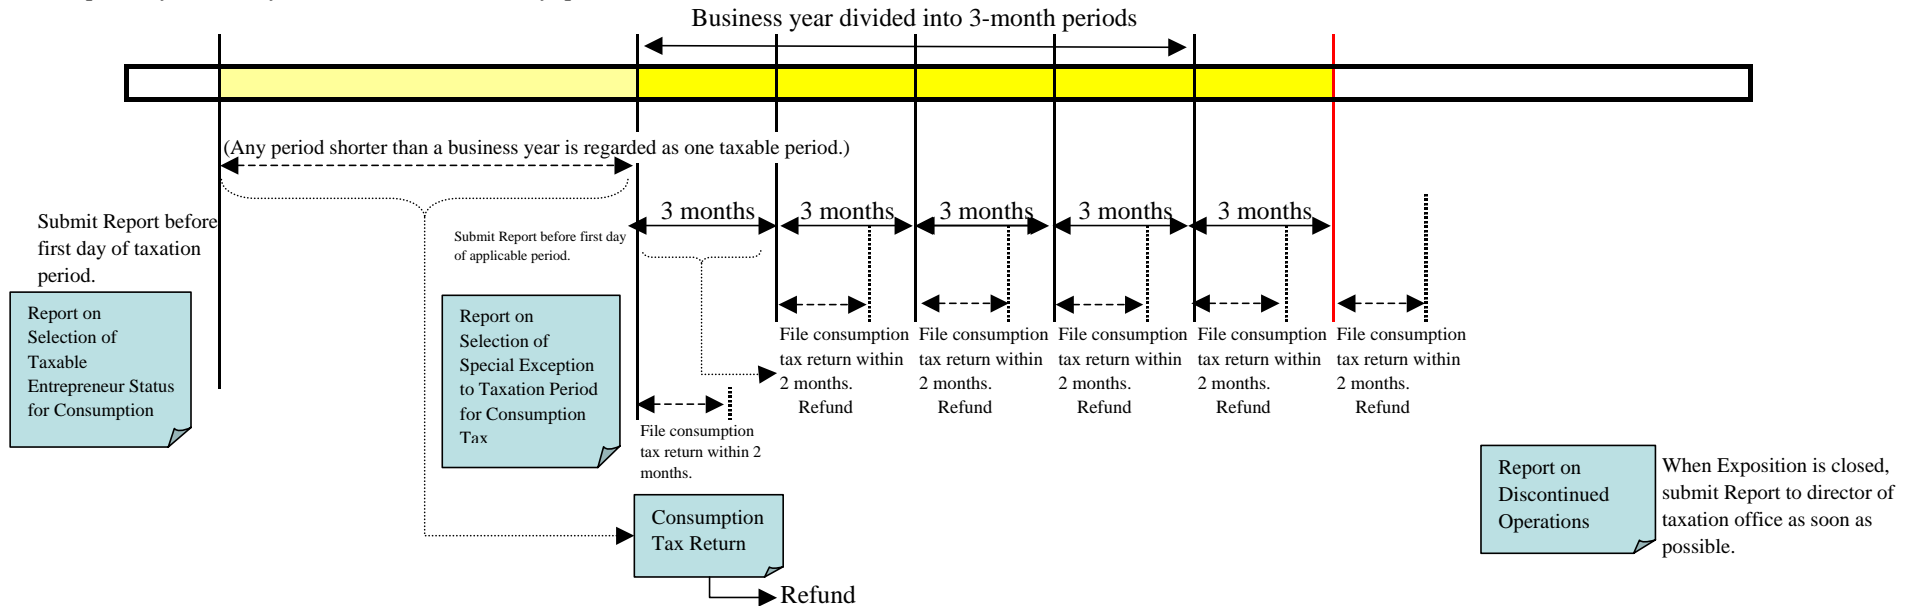 Business year divided into 3-month periods
(Any period shorter than a business year is regarded as one taxable period.)
Submit Report before
first day of taxation
period.
Report on
Selection of
Taxable
Entrepreneur Status
for Consumption
Submit Report before first day
of applicable period.
Report on
Selection of
Special Exception
to Taxation Period
for Consumption
Tax
3 months
3 months
3 months
3 months
3 months
File consumption
tax return within 2
months.
File consumption
tax return within
2 months.
Refund
File consumption
tax return within
2 months.
Refund
File consumption
tax return within
2 months.
Refund
File consumption
tax return within
2 months.
Refund
File consumption
tax return within
2 months.
Refund
Consumption
Tax Return
Refund
Report on
Discontinued
Operations
When Exposition is closed,
submit Report to director of
taxation office as soon as
possible.